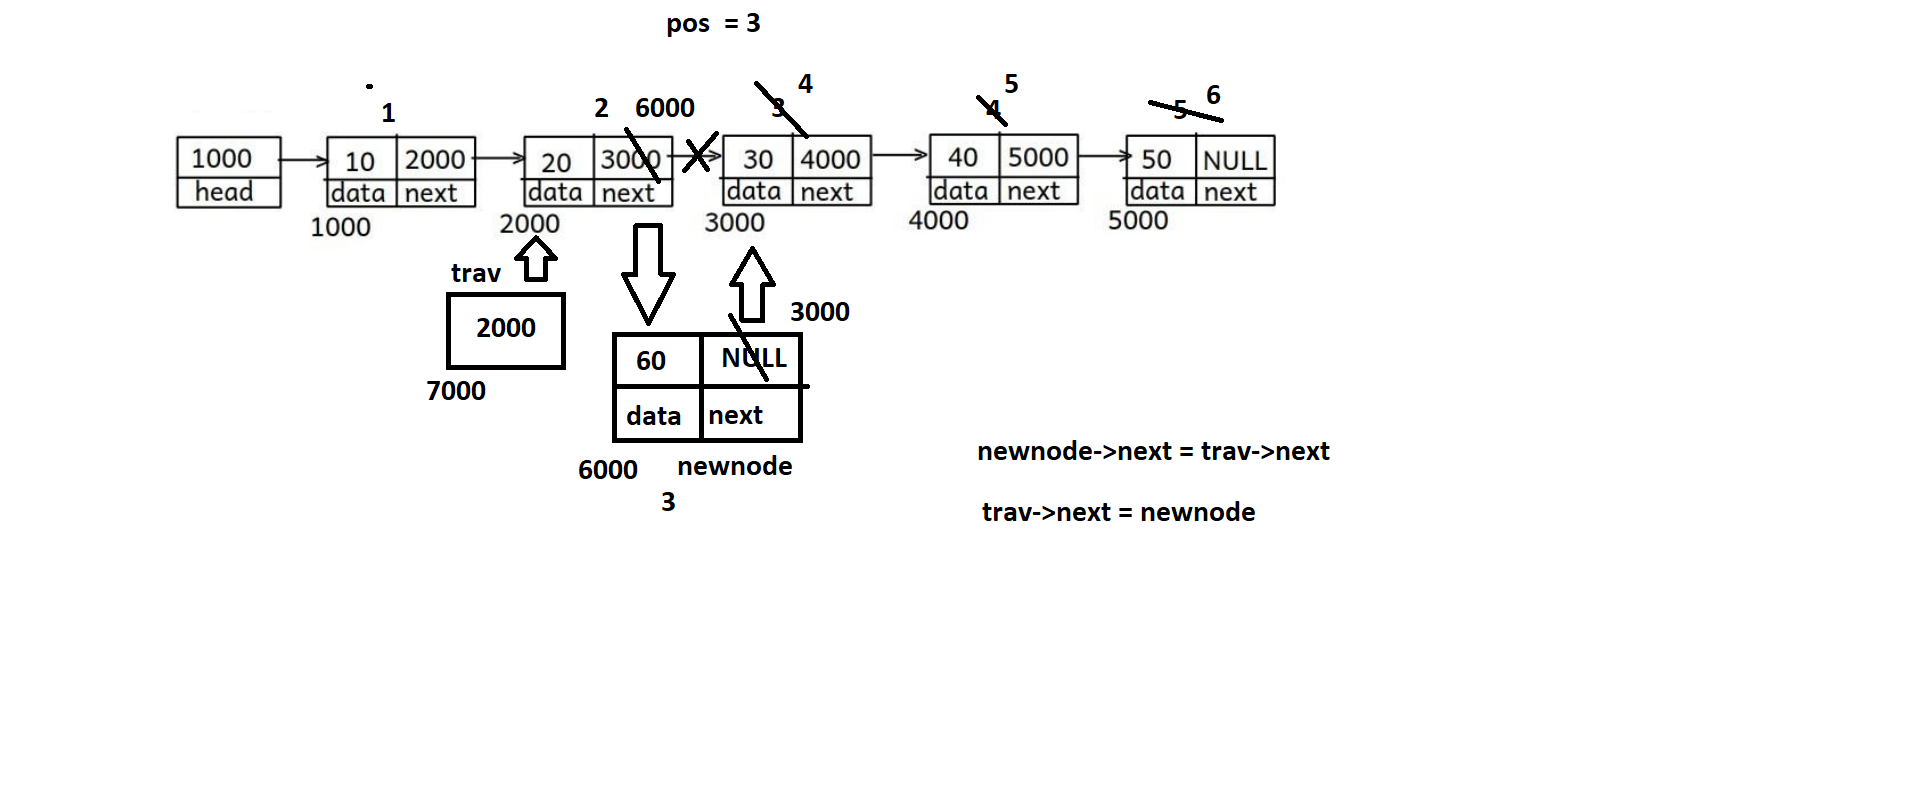 pos = 3
4
5
6
1
2 6000
3
4
5
1000
10 2000
20 3000
30 4000
40 5000
50 NULL
head
data next
data next
data next
data next
data next
1000
2000
3000
4000
5000
trav
2000
7000
3000
60 NULL
data next
6000 newnode
3
newnode->next = trav->next
trav->next = newnode